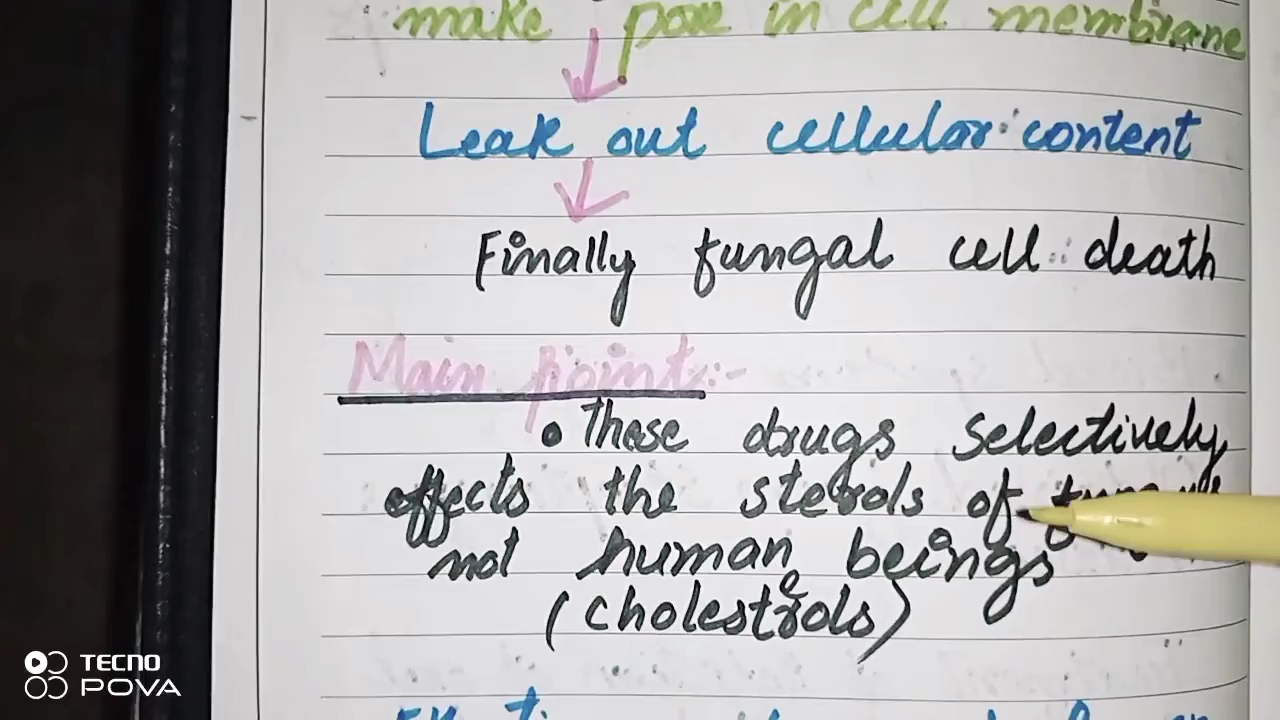 make pore in cell membrane
Leak out cellular content
Finally fungal cell death
Main point:-
• These drugs selectively
effects the sterols of
not human beings
(cholesterols)
TECNO
POVA